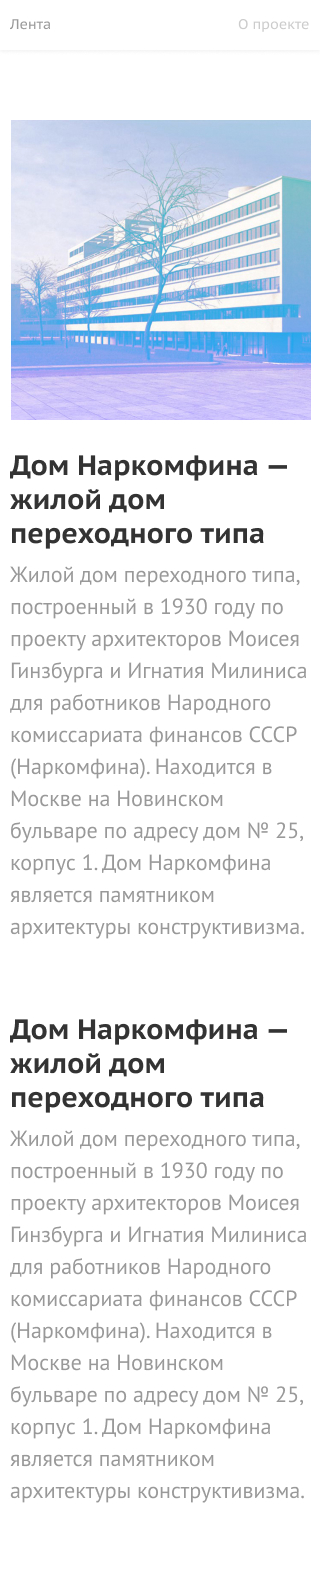 Лента
О проекте
Дом Наркомфина —
жилой дом
переходного типа
Жилой дом переходного типа,
построенный в 1930 году по
проекту архитекторов Моисея
Гинзбурга и Игнатия Милиниса
для работников Народного
комиссариата финансов СССР
(Наркомфина). Находится в
Москве на Новинском
бульваре по адресу дом № 25,
корпус 1. Дом Наркомфина
является памятником
архитектуры конструктивизма.
Дом Наркомфина —
жилой дом
переходного типа
Жилой дом переходного типа,
построенный в 1930 году по
проекту архитекторов Моисея
Гинзбурга и Игнатия Милиниса
для работников Народного
комиссариата финансов СССР
(Наркомфина). Находится в
Москве на Новинском
бульваре по адресу дом № 25,
корпус 1. Дом Наркомфина
является памятником
архитектуры конструктивизма.